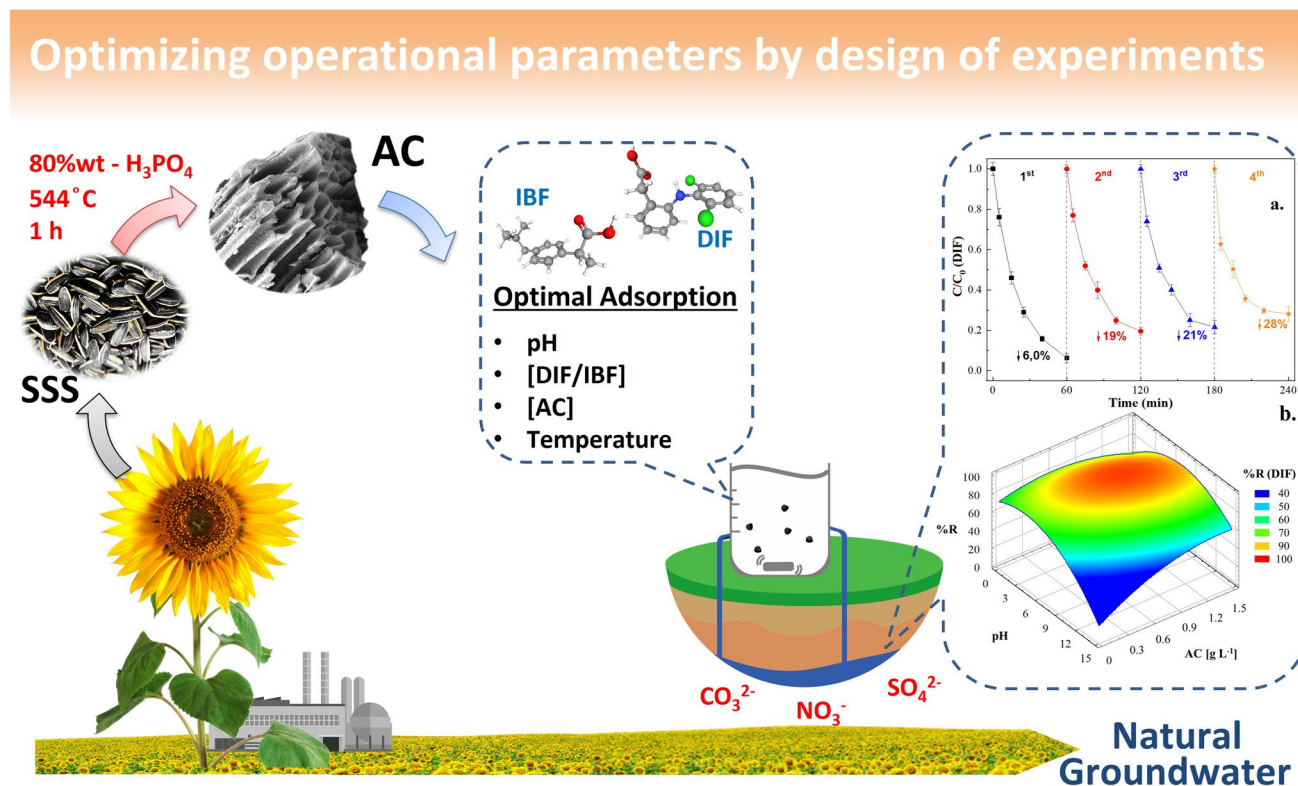 Optimizing operational parameters by design of experiments
80%wt - H₃PO₄
544°C
1 h
AC
SSS
IBF
DIF
Optimal Adsorption
• pH
• [DIF/IBF]
• [AC]
• Temperature
CO₃²⁻
NO₃⁻
SO₄²⁻
a.
1st
2nd
3rd
4th
C/C₀ (DIF)
1.0
0.8
0.6
0.4
0.2
0.0
↓6,0%
↓19%
↓21%
↓28%
0 60 120 180 240
Time (min)
b.
%R
100
80
60
40
20
0
0
3
6
9
12
15
pH
0
0.3
0.6
0.9
1.2
1.5
AC [g L⁻¹]
%R (DIF)
40
50
60
70
90
100
Natural
Groundwater